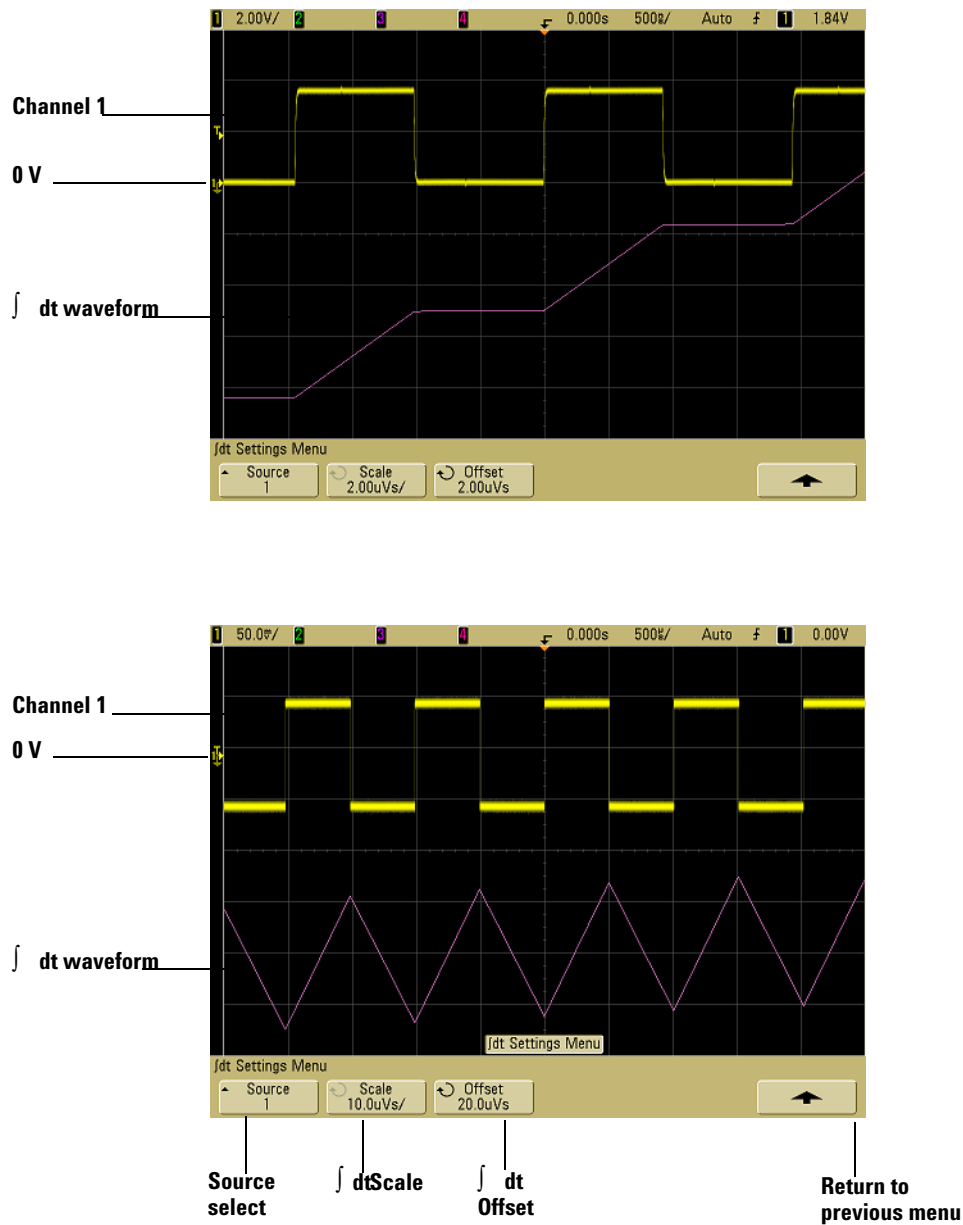 1 2.00V/ 2 3 4 0.000s 500n/ Auto 1 1.84V
Channel 1
T
0 V
∫ dt waveform
∫dt Settings Menu
Source
1
Scale
2.00uVs/
Offset
2.00uVs
1 50.0m/ 2 3 4 0.000s 500µ/ Auto 1 0.00V
Channel 1
0 V
T
∫ dt waveform
∫dt Settings Menu
∫dt Settings Menu
Source
1
Scale
10.0uVs/
Offset
20.0uVs
Source
select
∫ dtScale
∫ dt
Offset
Return to
previous menu